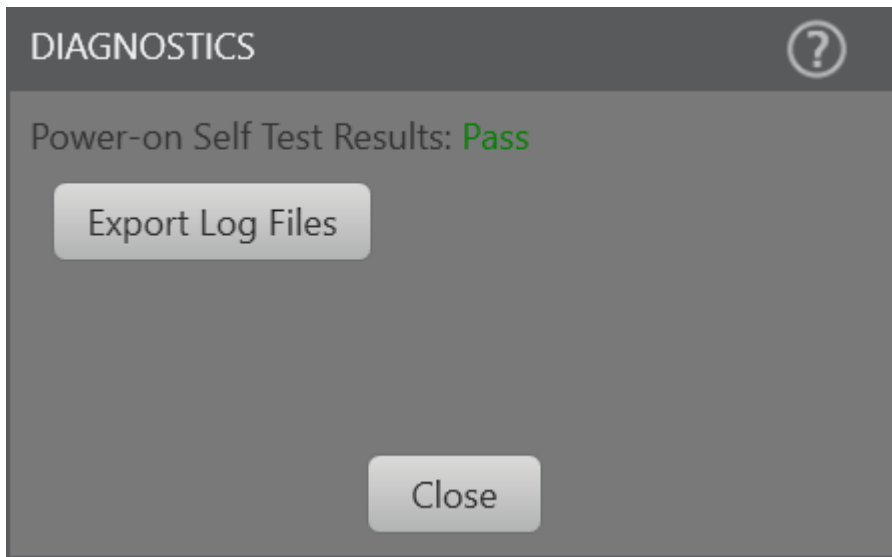 DIAGNOSTICS
?
Power-on Self Test Results: Pass
Export Log Files
Close